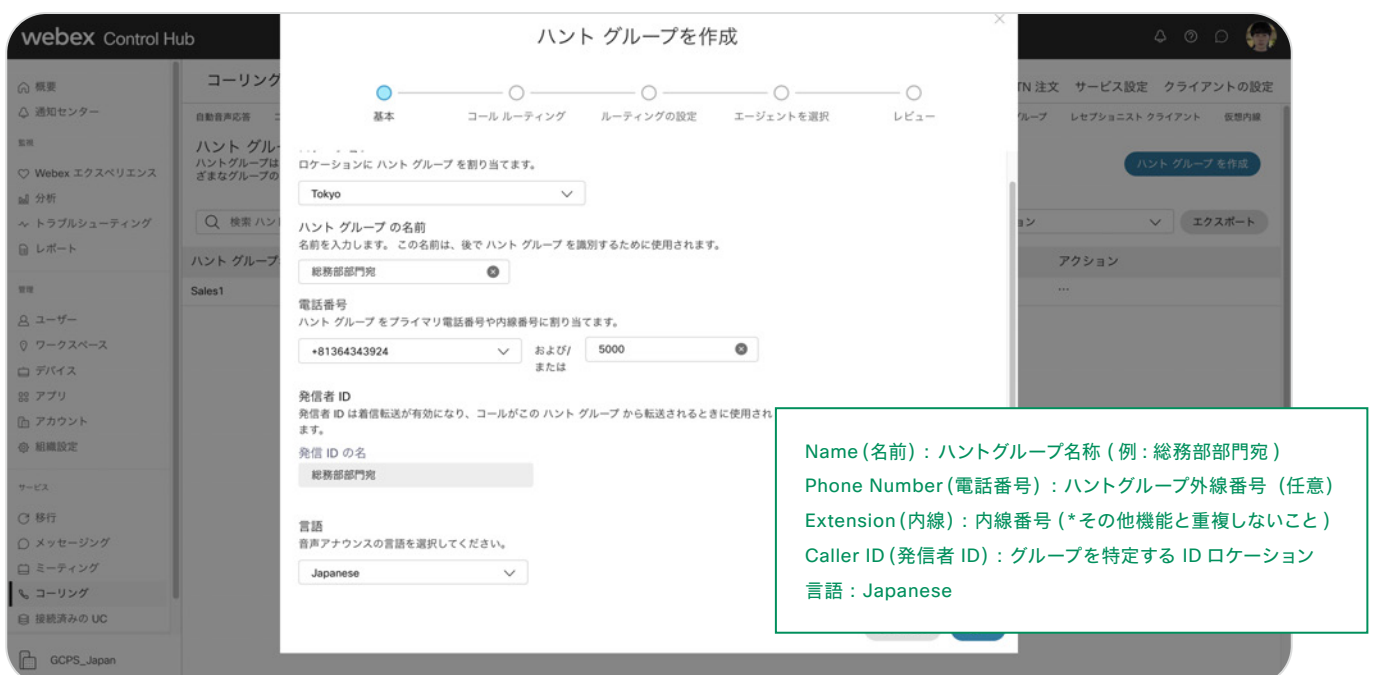 webex Control Hub
概要
通知センター
監視
Webex エクスペリエンス
分析
トラブルシューティング
レポート
管理
ユーザー
ワークスペース
デバイス
アプリ
アカウント
組織設定
サービス
移行
メッセージング
ミーティング
コーリング
接続済みの UC
GCPS_Japan
コーリング
自動音声応答
ハント グルー
ハントグループは
ざまなグループの
検索 ハン
ハント グループ
Sales1
ハント グループを作成
基本
コール ルーティング
ルーティングの設定
エージェントを選択
レビュー
ロケーションに ハント グループ を割り当てます。
Tokyo
ハント グループ の名前
名前を入力します。 この名前は、後で ハント グループ を識別するために使用されます。
総務部部門宛
電話番号
ハント グループ をプライマリ電話番号や内線番号に割り当てます。
+81364343924
および/
または
5000
発信者 ID
発信者 ID は着信転送が有効になり、コールがこの ハント グループ から転送されるときに使用され
ます。
発信 ID の名
総務部部門宛
言語
音声アナウンスの言語を選択してください。
Japanese
注文 サービス設定 クライアントの設定
ループ レセプショニスト クライアント 仮想内線
ハント グループ を作成
ョン
エクスポート
アクション
...
Name(名前)：ハントグループ名称 (例：総務部部門宛)
Phone Number(電話番号)：ハントグループ外線番号（任意）
Extension(内線)：内線番号 (*その他機能と重複しないこと)
Caller ID(発信者 ID)：グループを特定する ID ロケーション
言語：Japanese